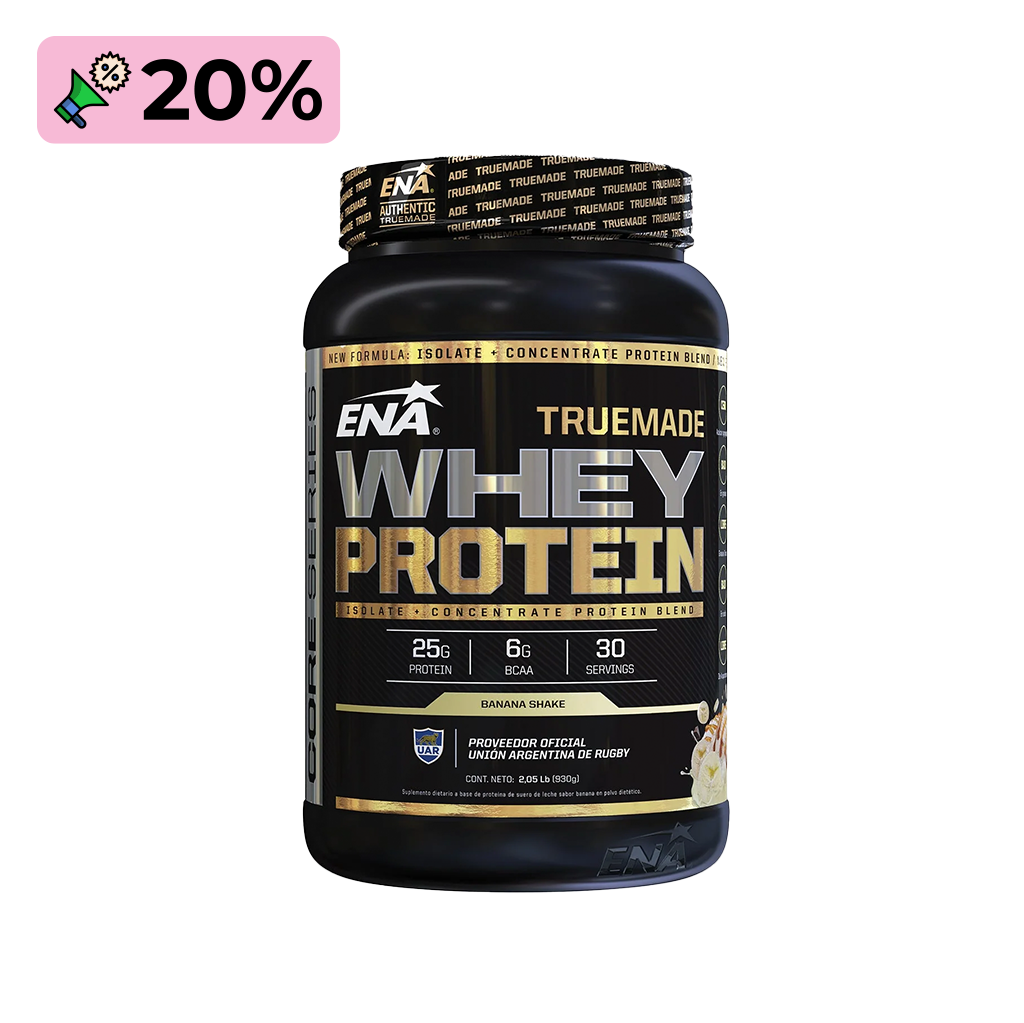 20%
ENA®
AUTHENTIC
TRUEMADE
TRUEMADE TRUEMADE TRUEMADE
NEW FORMULA: ISOLATE + CONCENTRATE PROTEIN BLEND /
CORE SERIES
ENA®
TRUEMADE
WHEY
PROTEIN
ISOLATE + CONCENTRATE PROTEIN BLEND
25G
PROTEIN
6G
BCAA
30
SERVINGS
BANANA SHAKE
UAR
PROVEEDOR OFICIAL
UNIÓN ARGENTINA DE RUGBY
CONT. NETO: 2,05 Lb (930g)
Suplemento dietario a base de proteína de suero de leche sabor banana en polvo dietético.
ENA